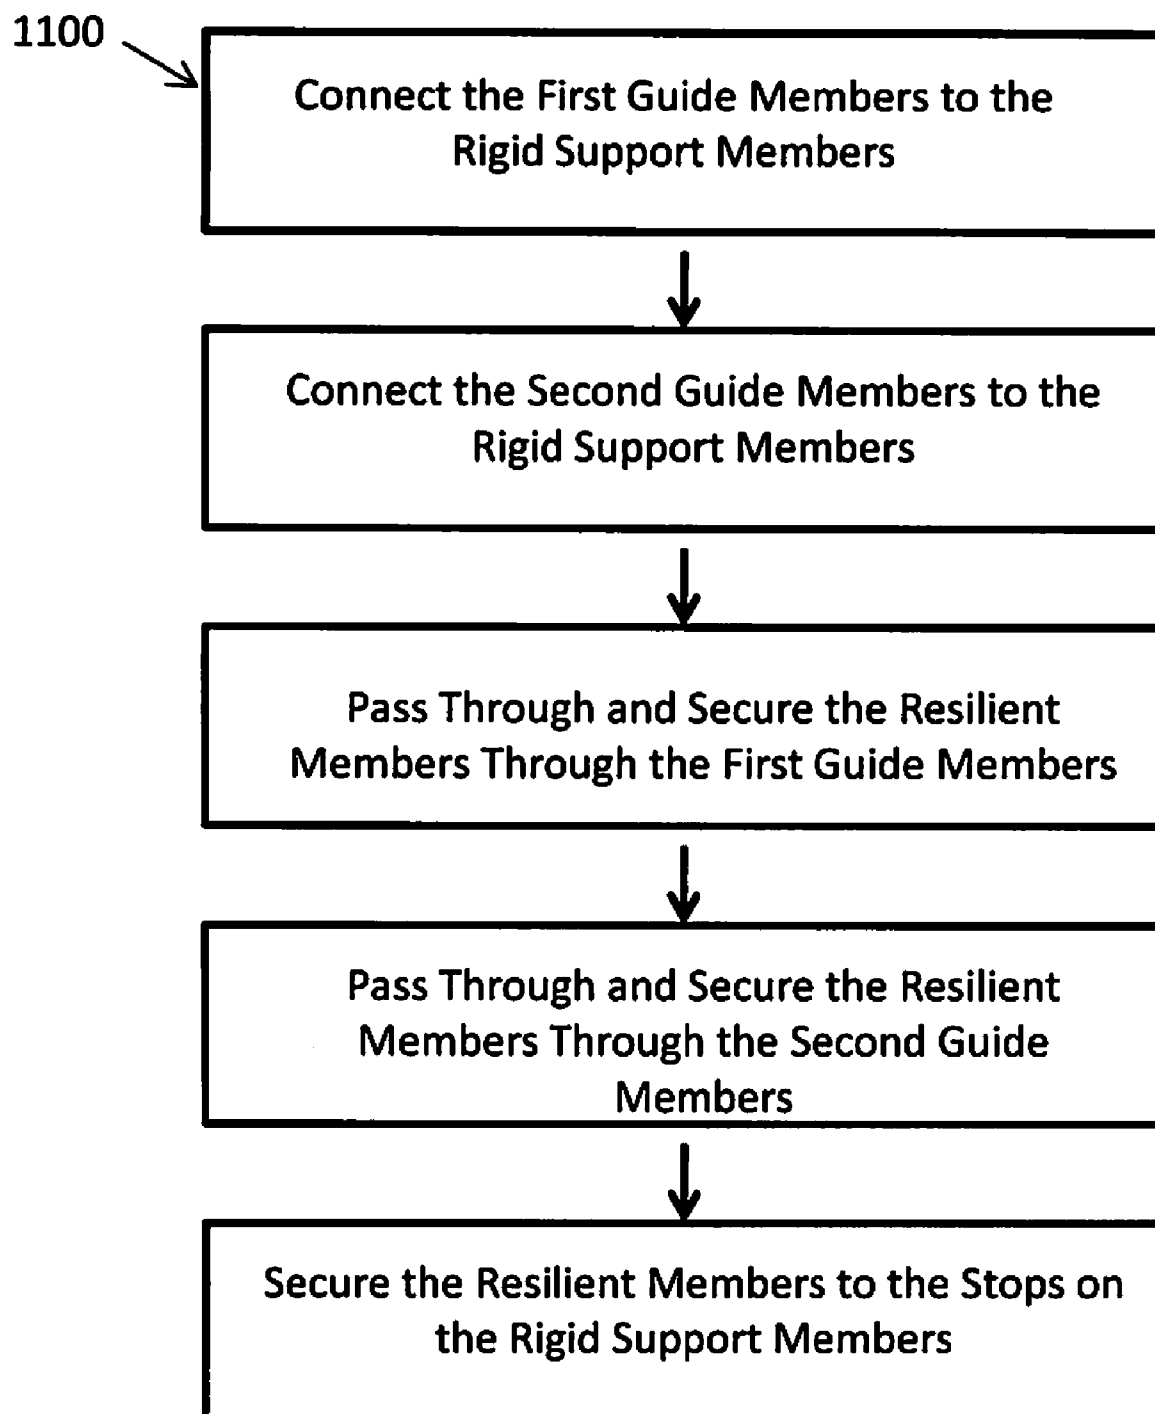 1100
Connect the First Guide Members to the
Rigid Support Members
Connect the Second Guide Members to the
Rigid Support Members
Pass Through and Secure the Resilient
Members Through the First Guide Members
Pass Through and Secure the Resilient
Members Through the Second Guide
Members
Secure the Resilient Members to the Stops on
the Rigid Support Members